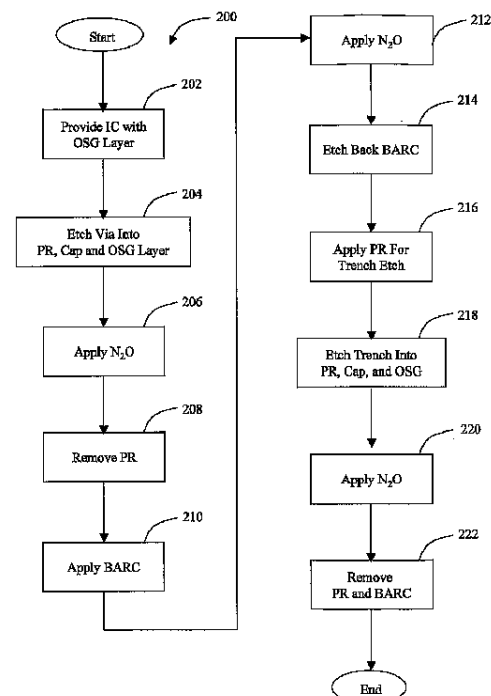 200
Start
202
Provide IC with
OSG Layer
204
Etch Via Into
PR, Cap and OSG Layer
206
Apply N₂O
208
Remove PR
210
Apply BARC
212
Apply N₂O
214
Etch Back BARC
216
Apply PR For
Trench Etch
218
Etch Trench Into
PR, Cap, and OSG
220
Apply N₂O
222
Remove
PR and BARC
End